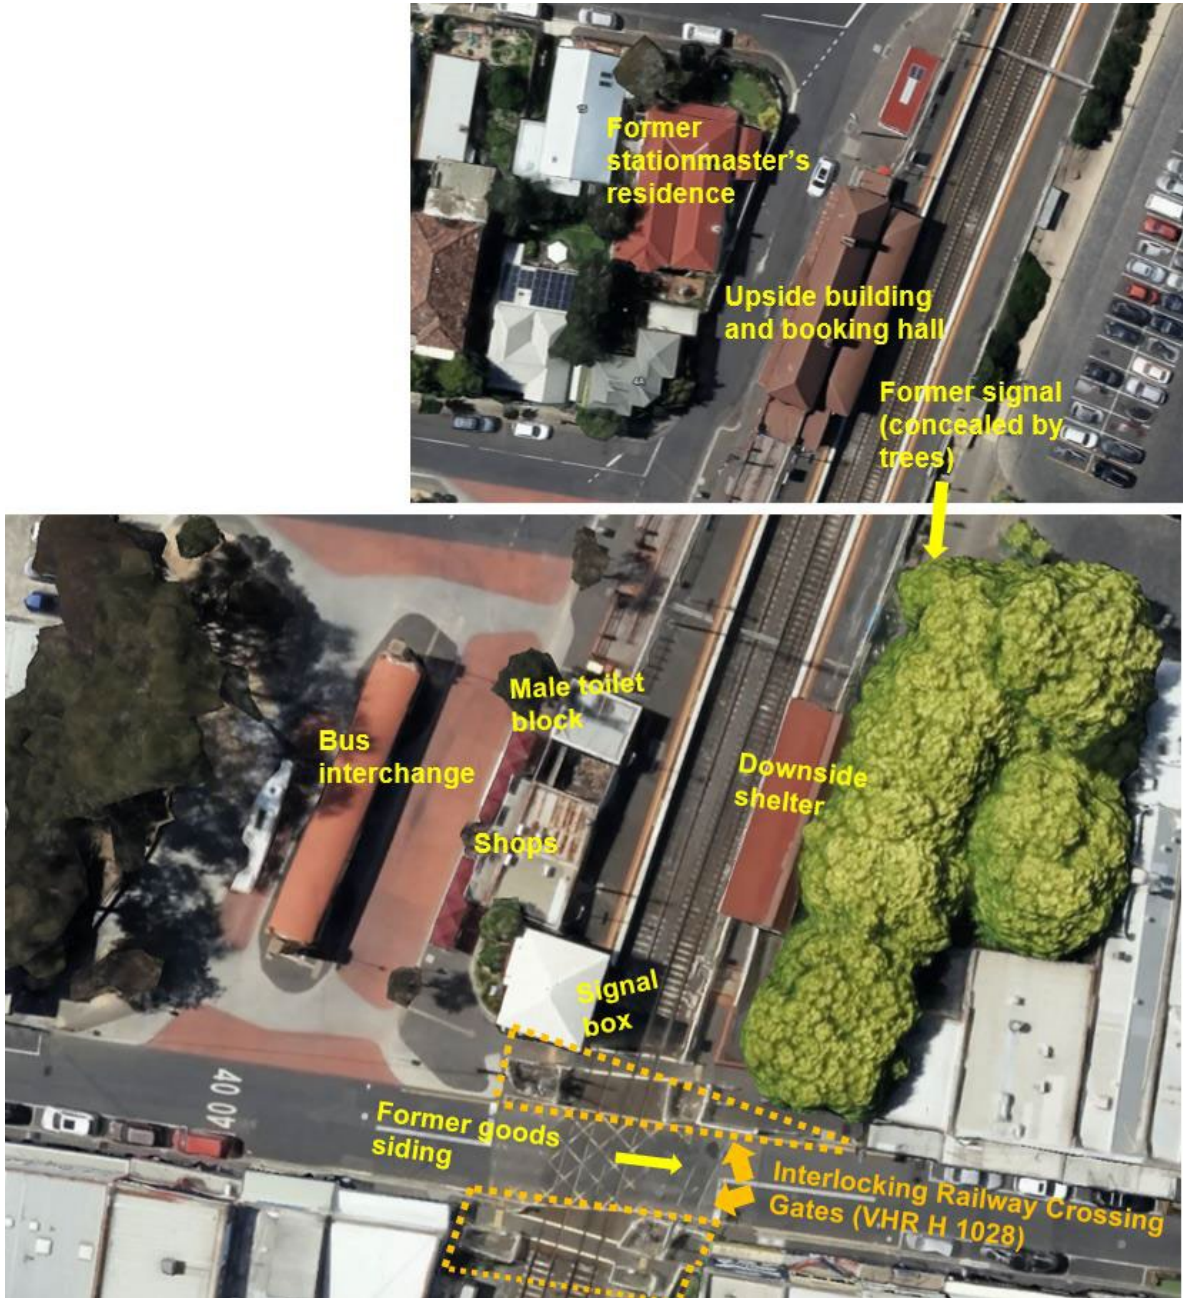 Former
stationmaster's
residence
Upside building
and booking hall
Former signal
(concealed by
trees)
Male toilet
block
Bus
interchange
Downside
shelter
Shops
Signal
box
40 40
Former goods
siding
Interlocking Railway Crossing
Gates (VHR H 1028)